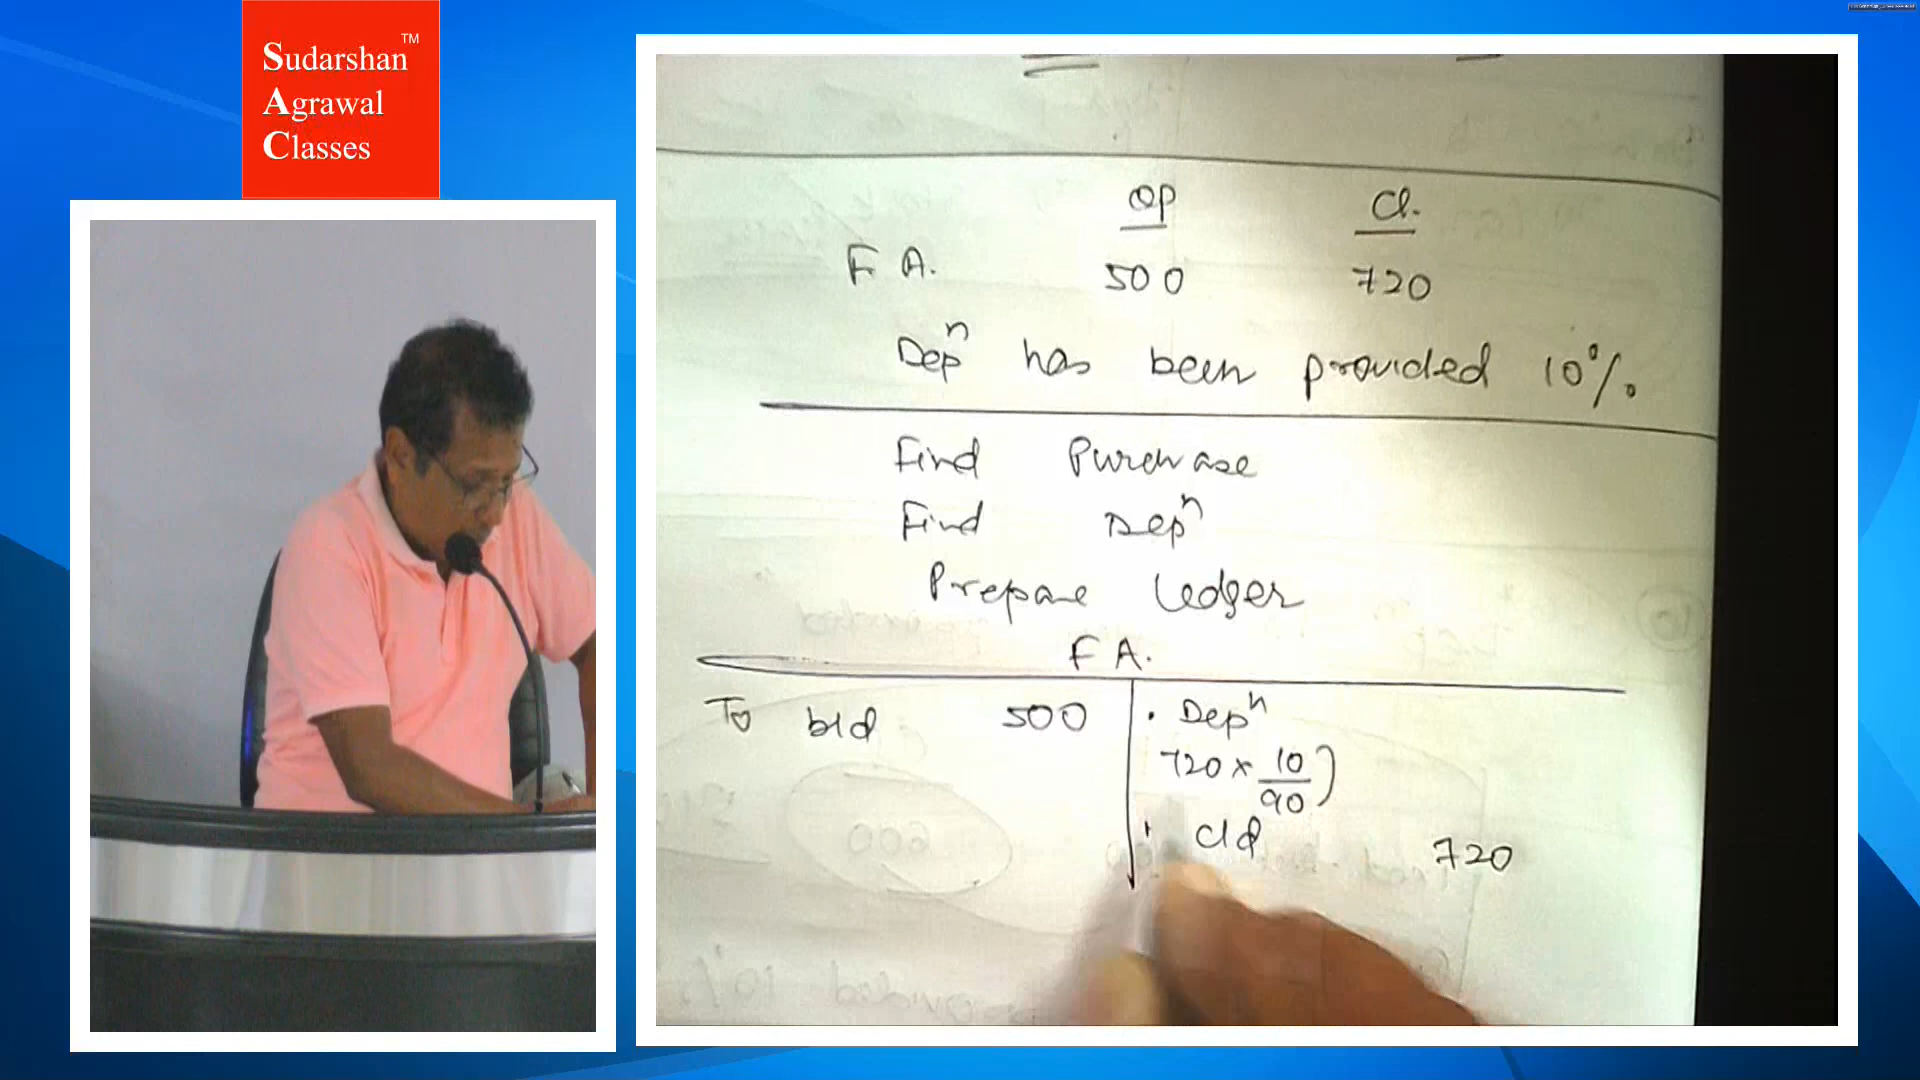 Sudarshan™
Agrawal
Classes
Op Cl.
F A. 500 720
Depⁿ has been provided 10%.
Find Purchase
Find Depⁿ
Prepare Ledger
F A.
To b/d 500
. Depⁿ
720 × 10/90)
' c/d 720